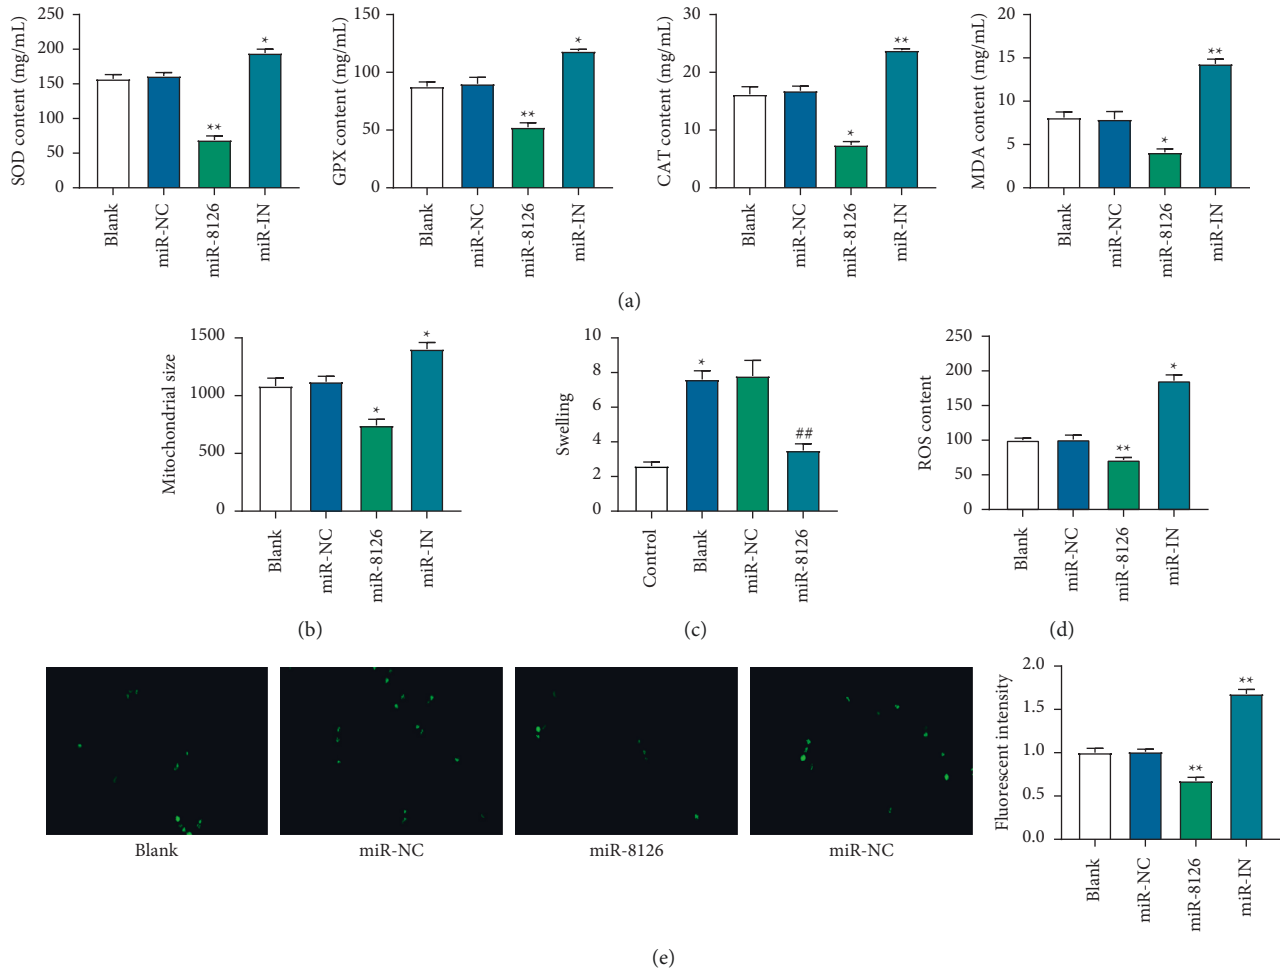 SOD content (mg/mL)
250
200
150
100
50
0
*
**
Blank
miR-NC
miR-8126
miR-IN
GPX content (mg/mL)
150
100
50
0
*
**
Blank
miR-NC
miR-8126
miR-IN
CAT content (mg/mL)
30
20
10
0
**
*
Blank
miR-NC
miR-8126
miR-IN
MDA content (mg/mL)
20
15
10
5
0
**
*
Blank
miR-NC
miR-8126
miR-IN
(a)
Mitochondrial size
1500
1000
500
0
*
*
Blank
miR-NC
miR-8126
miR-IN
(b)
Swelling
10
8
6
4
2
0
*
##
Control
Blank
miR-NC
miR-8126
(c)
ROS content
250
200
150
100
50
0
*
**
Blank
miR-NC
miR-8126
miR-IN
(d)
Blank
miR-NC
miR-8126
miR-NC
Fluorescent intensity
2.0
1.5
1.0
0.5
0.0
**
**
Blank
miR-NC
miR-8126
miR-IN
(e)